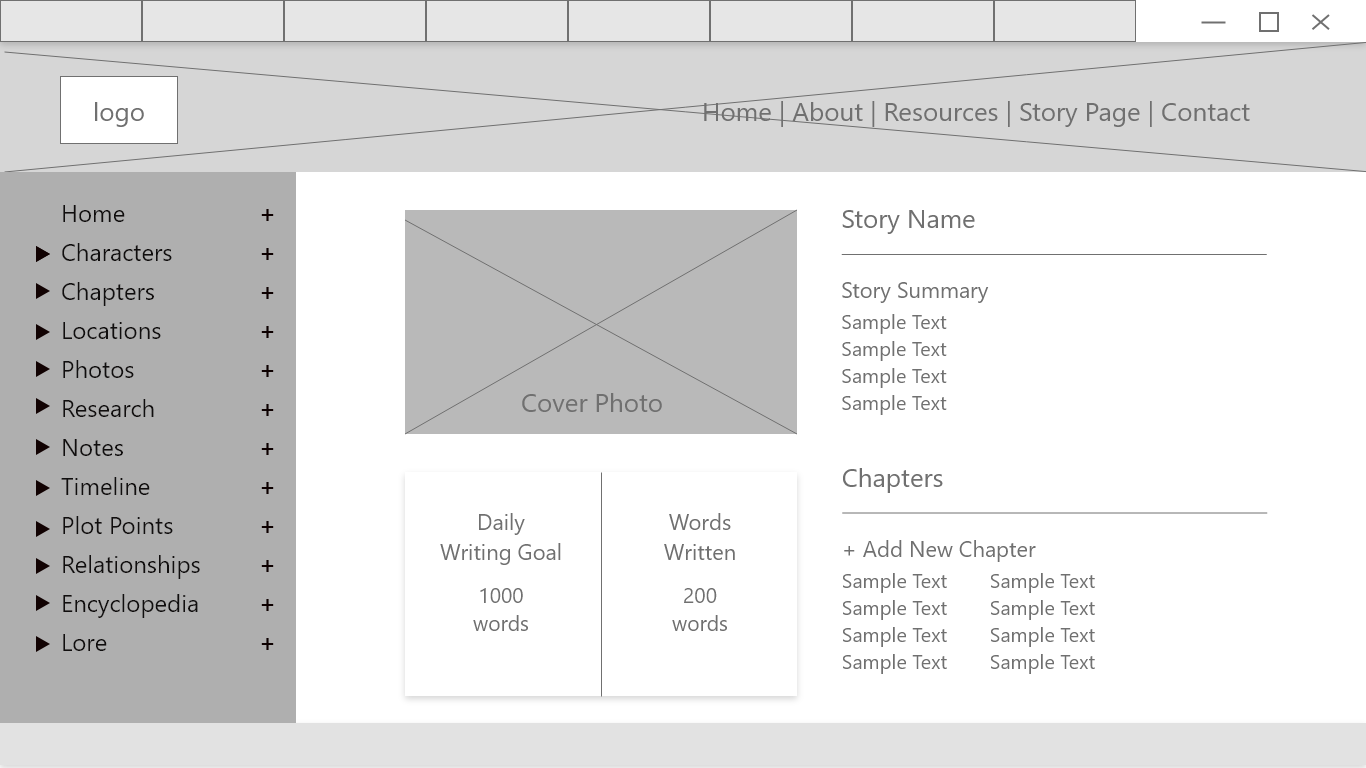 logo
Home | About | Resources | Story Page | Contact
Home +
Characters +
Chapters +
Locations +
Photos +
Research +
Notes +
Timeline +
Plot Points +
Relationships +
Encyclopedia +
Lore +
Cover Photo
Daily
Writing Goal
1000
words
Words
Written
200
words
Story Name
Story Summary
Sample Text
Sample Text
Sample Text
Sample Text
Chapters
+ Add New Chapter
Sample Text Sample Text
Sample Text Sample Text
Sample Text Sample Text
Sample Text Sample Text